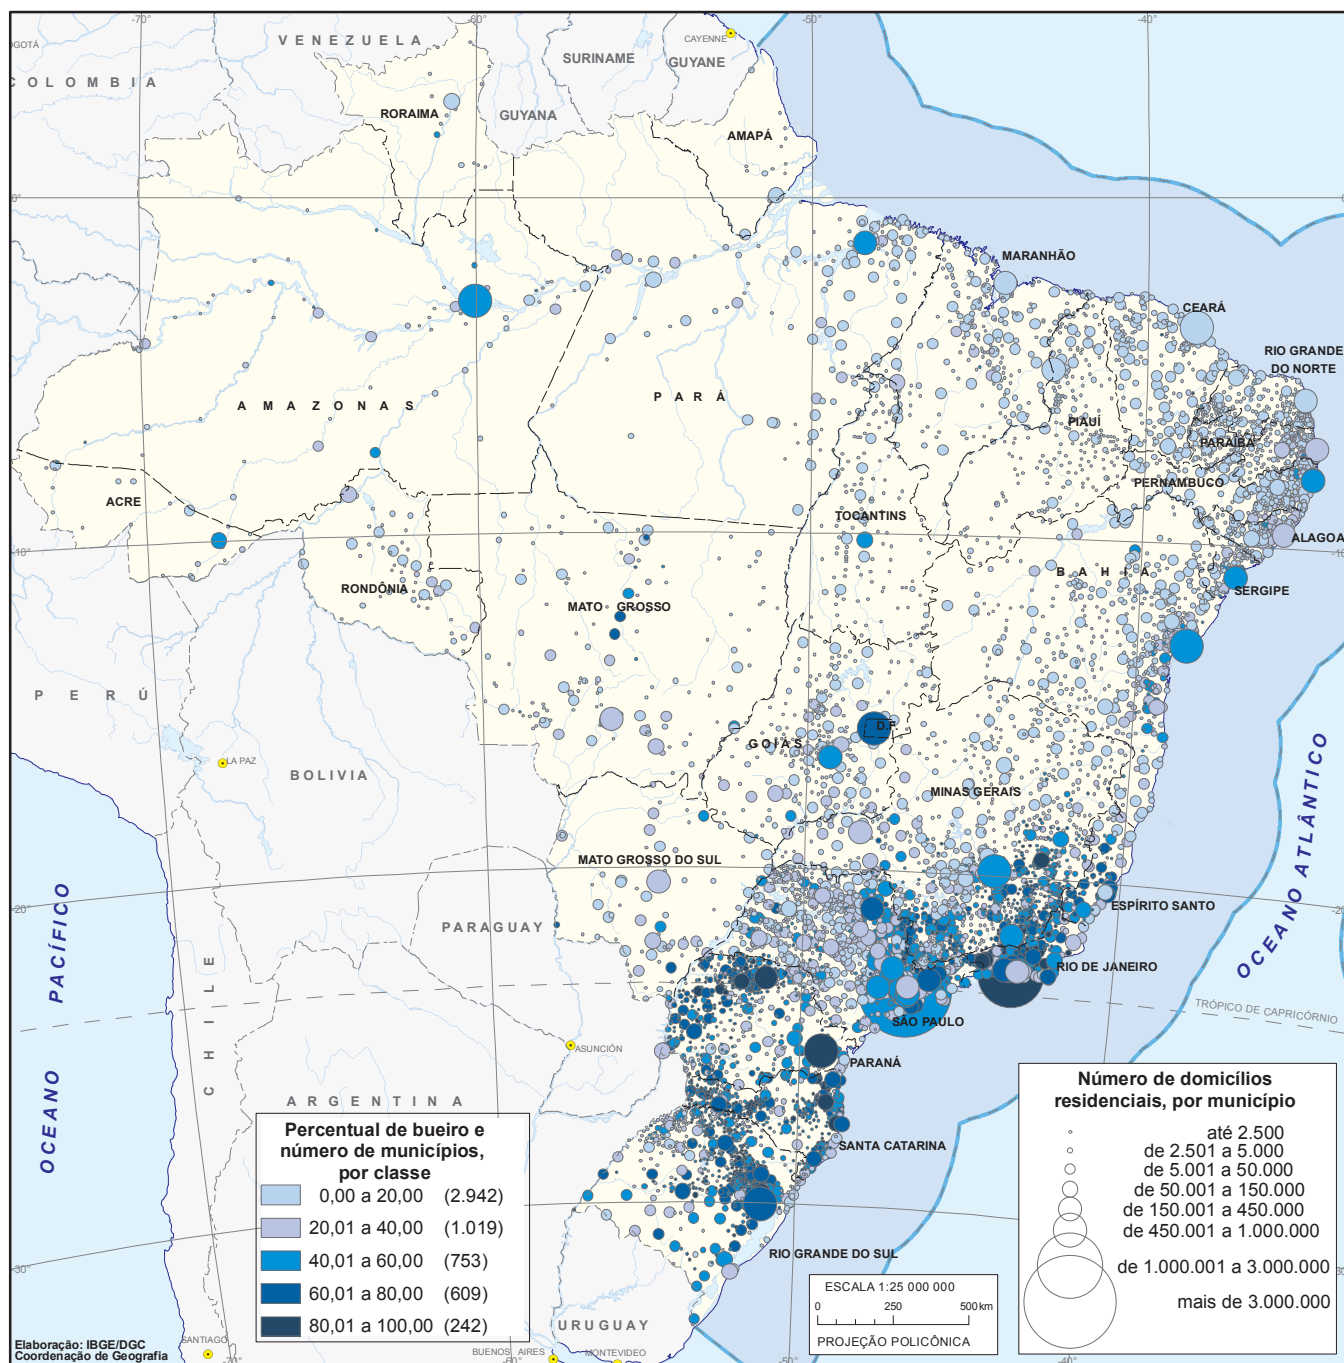 -70°
-60°
-50°
-40°
VENEZUELA
CAYENNE
OGOTÁ
SURINAME
GUYANE
COLOMBIA
RORAIMA
GUYANA
AMAPÁ
0°
MARANHÃO
CEARÁ
RIO GRANDE
DO NORTE
AMAZONAS
PARÁ
PIAUÍ
PARAÍBA
PERNAMBUCO
ACRE
TOCANTINS
ALAGOA
-10°
-10
BAHIA
RONDÔNIA
MATO GROSSO
SERGIPE
PERÚ
D.F.
GOIÁS
LA PAZ
BOLIVIA
MINAS GERAIS
OCEANO ATLÂNTICO
MATO GROSSO DO SUL
-20°
-20
ESPÍRITO SANTO
PARAGUAY
OCEANO PACÍFICO
RIO DE JANEIRO
CHILE
TRÓPICO DE CAPRICÓRNIO
SÃO PAULO
ASUNCIÓN
PARANÁ
ARGENTINA
SANTA CATARINA
RIO GRANDE DO SUL
Percentual de bueiro e
número de municípios,
por classe
0,00 a 20,00 (2.942)
20,01 a 40,00 (1.019)
40,01 a 60,00 (753)
60,01 a 80,00 (609)
80,01 a 100,00 (242)
Número de domicílios
residenciais, por município
até 2.500
de 2.501 a 5.000
de 5.001 a 50.000
de 50.001 a 150.000
de 150.001 a 450.000
de 450.001 a 1.000.000
de 1.000.001 a 3.000.000
mais de 3.000.000
-30°
ESCALA 1:25 000 000
0 250 500 km
PROJEÇÃO POLICÔNICA
URUGUAY
Elaboração: IBGE/DGC
Coordenação de Geografia
SANTIAGO
BUENOS AIRES
MONTEVIDEO
-70°
-50°
-40°